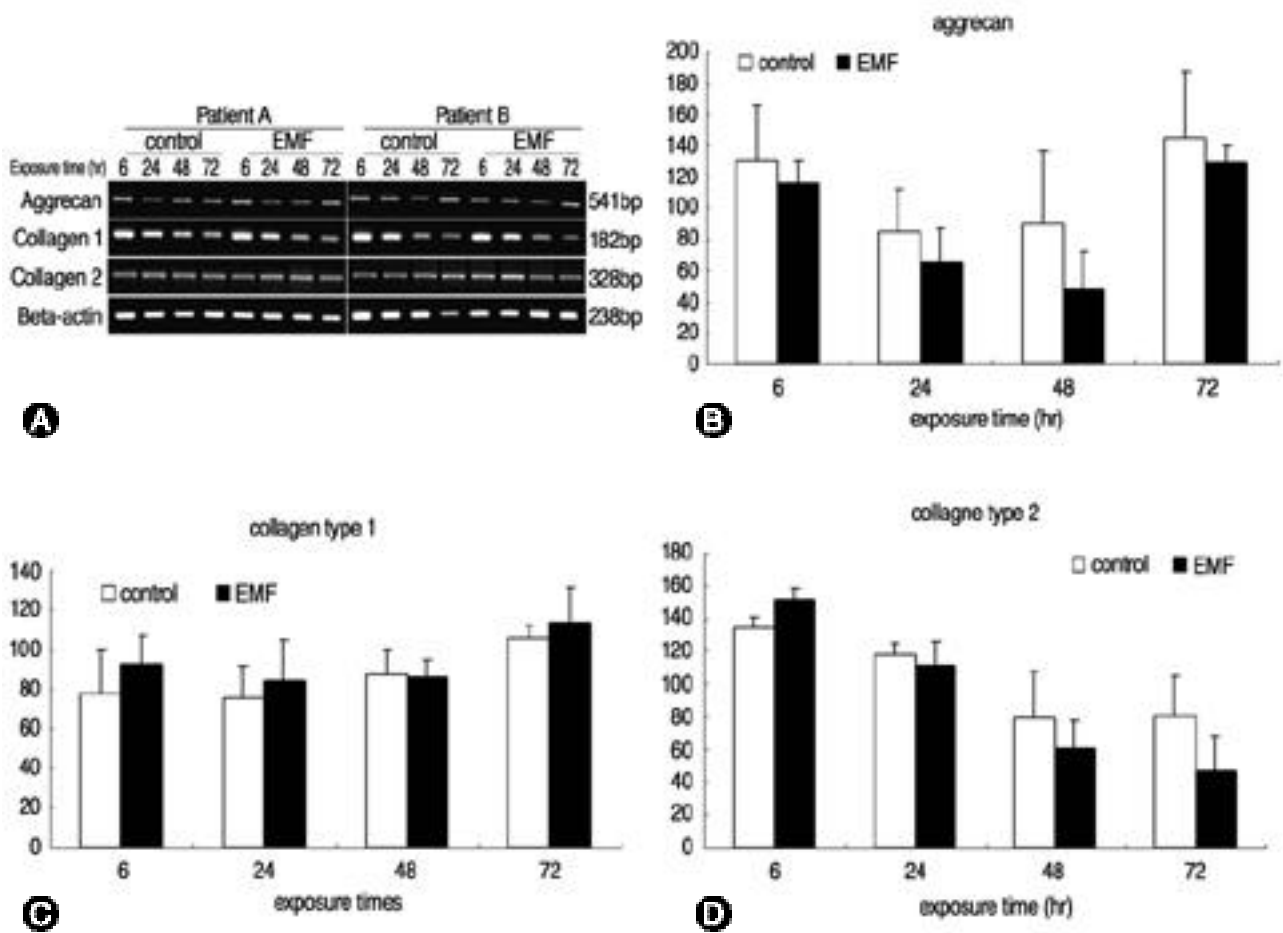 Patient A Patient B
control EMF control EMF
Exposure time (hr) 6 24 48 72 6 24 48 72 6 24 48 72 6 24 48 72
Aggrecan 541bp
Collagen 1 182bp
Collagen 2 328bp
Beta-actin 238bp
A
aggrecan
200
180
160
140
120
100
80
60
40
20
0
control EMF
6 24 48 72
exposure time (hr)
B
collagen type 1
140
120
100
80
60
40
20
0
control EMF
6 24 48 72
exposure times
C
collagne type 2
180
160
140
120
100
80
60
40
20
0
control EMF
6 24 48 72
exposure time (hr)
D